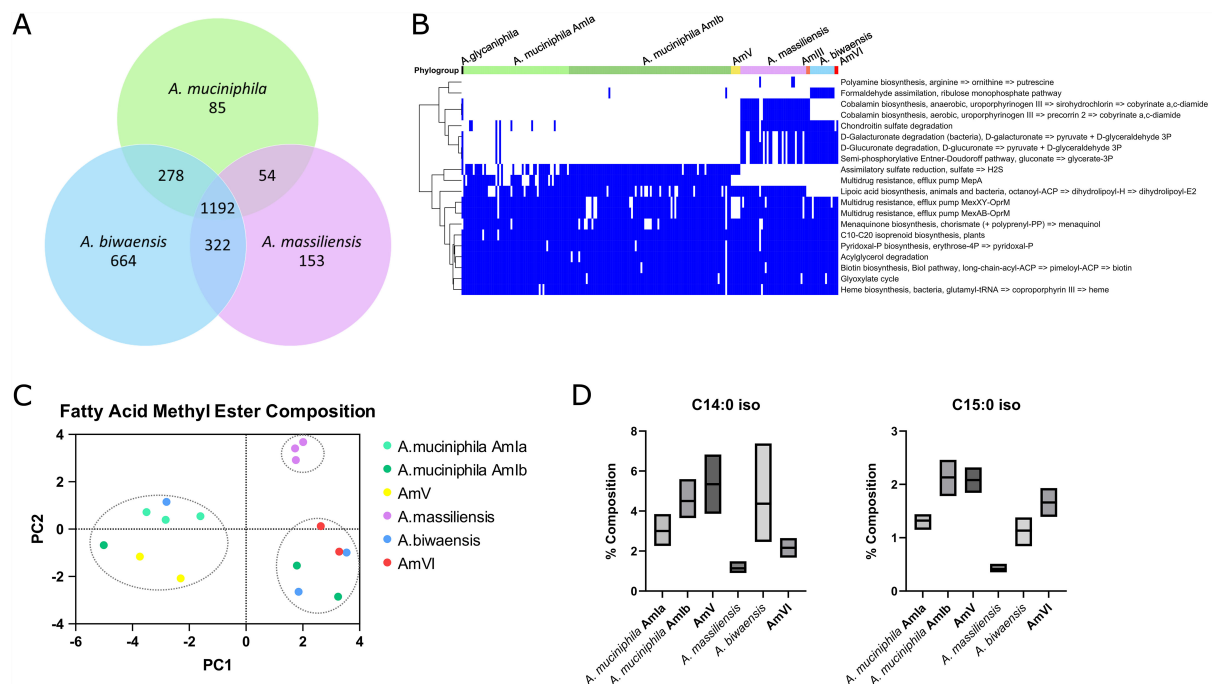 A
A. muciniphila
85
278
54
1192
A. biwaensis
664
322
A. massiliensis
153
B
A.glycaniphila
A. muciniphila AmIa
A. muciniphila AmIb
AmV
A. massiliensis
AmIII
A. biwaensis
AmVI
Phylogroup
Polyamine biosynthesis, arginine => ornithine => putrescine
Formaldehyde assimilation, ribulose monophosphate pathway
Cobalamin biosynthesis, anaerobic, uroporphyrinogen III => sirohydrochlorin => cobyrinate a,c-diamide
Cobalamin biosynthesis, aerobic, uroporphyrinogen III => precorrin 2 => cobyrinate a,c-diamide
Chondroitin sulfate degradation
D-Galacturonate degradation (bacteria), D-galacturonate => pyruvate + D-glyceraldehyde 3P
D-Glucuronate degradation, D-glucuronate => pyruvate + D-glyceraldehyde 3P
Semi-phosphorylative Entner-Doudoroff pathway, gluconate => glycerate-3P
Assimilatory sulfate reduction, sulfate => H2S
Multidrug resistance, efflux pump MepA
Lipoic acid biosynthesis, animals and bacteria, octanoyl-ACP => dihydrolipoyl-H => dihydrolipoyl-E2
Multidrug resistance, efflux pump MexXY-OprM
Multidrug resistance, efflux pump MexAB-OprM
Menaquinone biosynthesis, chorismate (+ polyprenyl-PP) => menaquinol
C10-C20 isoprenoid biosynthesis, plants
Pyridoxal-P biosynthesis, erythrose-4P => pyridoxal-P
Acylglycerol degradation
Biotin biosynthesis, BioI pathway, long-chain-acyl-ACP => pimeloyl-ACP => biotin
Glyoxylate cycle
Heme biosynthesis, bacteria, glutamyl-tRNA => coproporphyrin III => heme
C
Fatty Acid Methyl Ester Composition
4
2
0
-2
-4
PC2
-6
-4
-2
0
2
4
PC1
A.muciniphila AmIa
A.muciniphila AmIb
AmV
A.massiliensis
A.biwaensis
AmVI
D
C14:0 iso
8
6
4
2
0
% Composition
A. muciniphila AmIa
A. muciniphila AmIb
AmV
A. massiliensis
A. biwaensis
AmVI
C15:0 iso
3
2
1
0
% Composition
A. muciniphila AmIa
A. muciniphila AmIb
AmV
A. massiliensis
A. biwaensis
AmVI